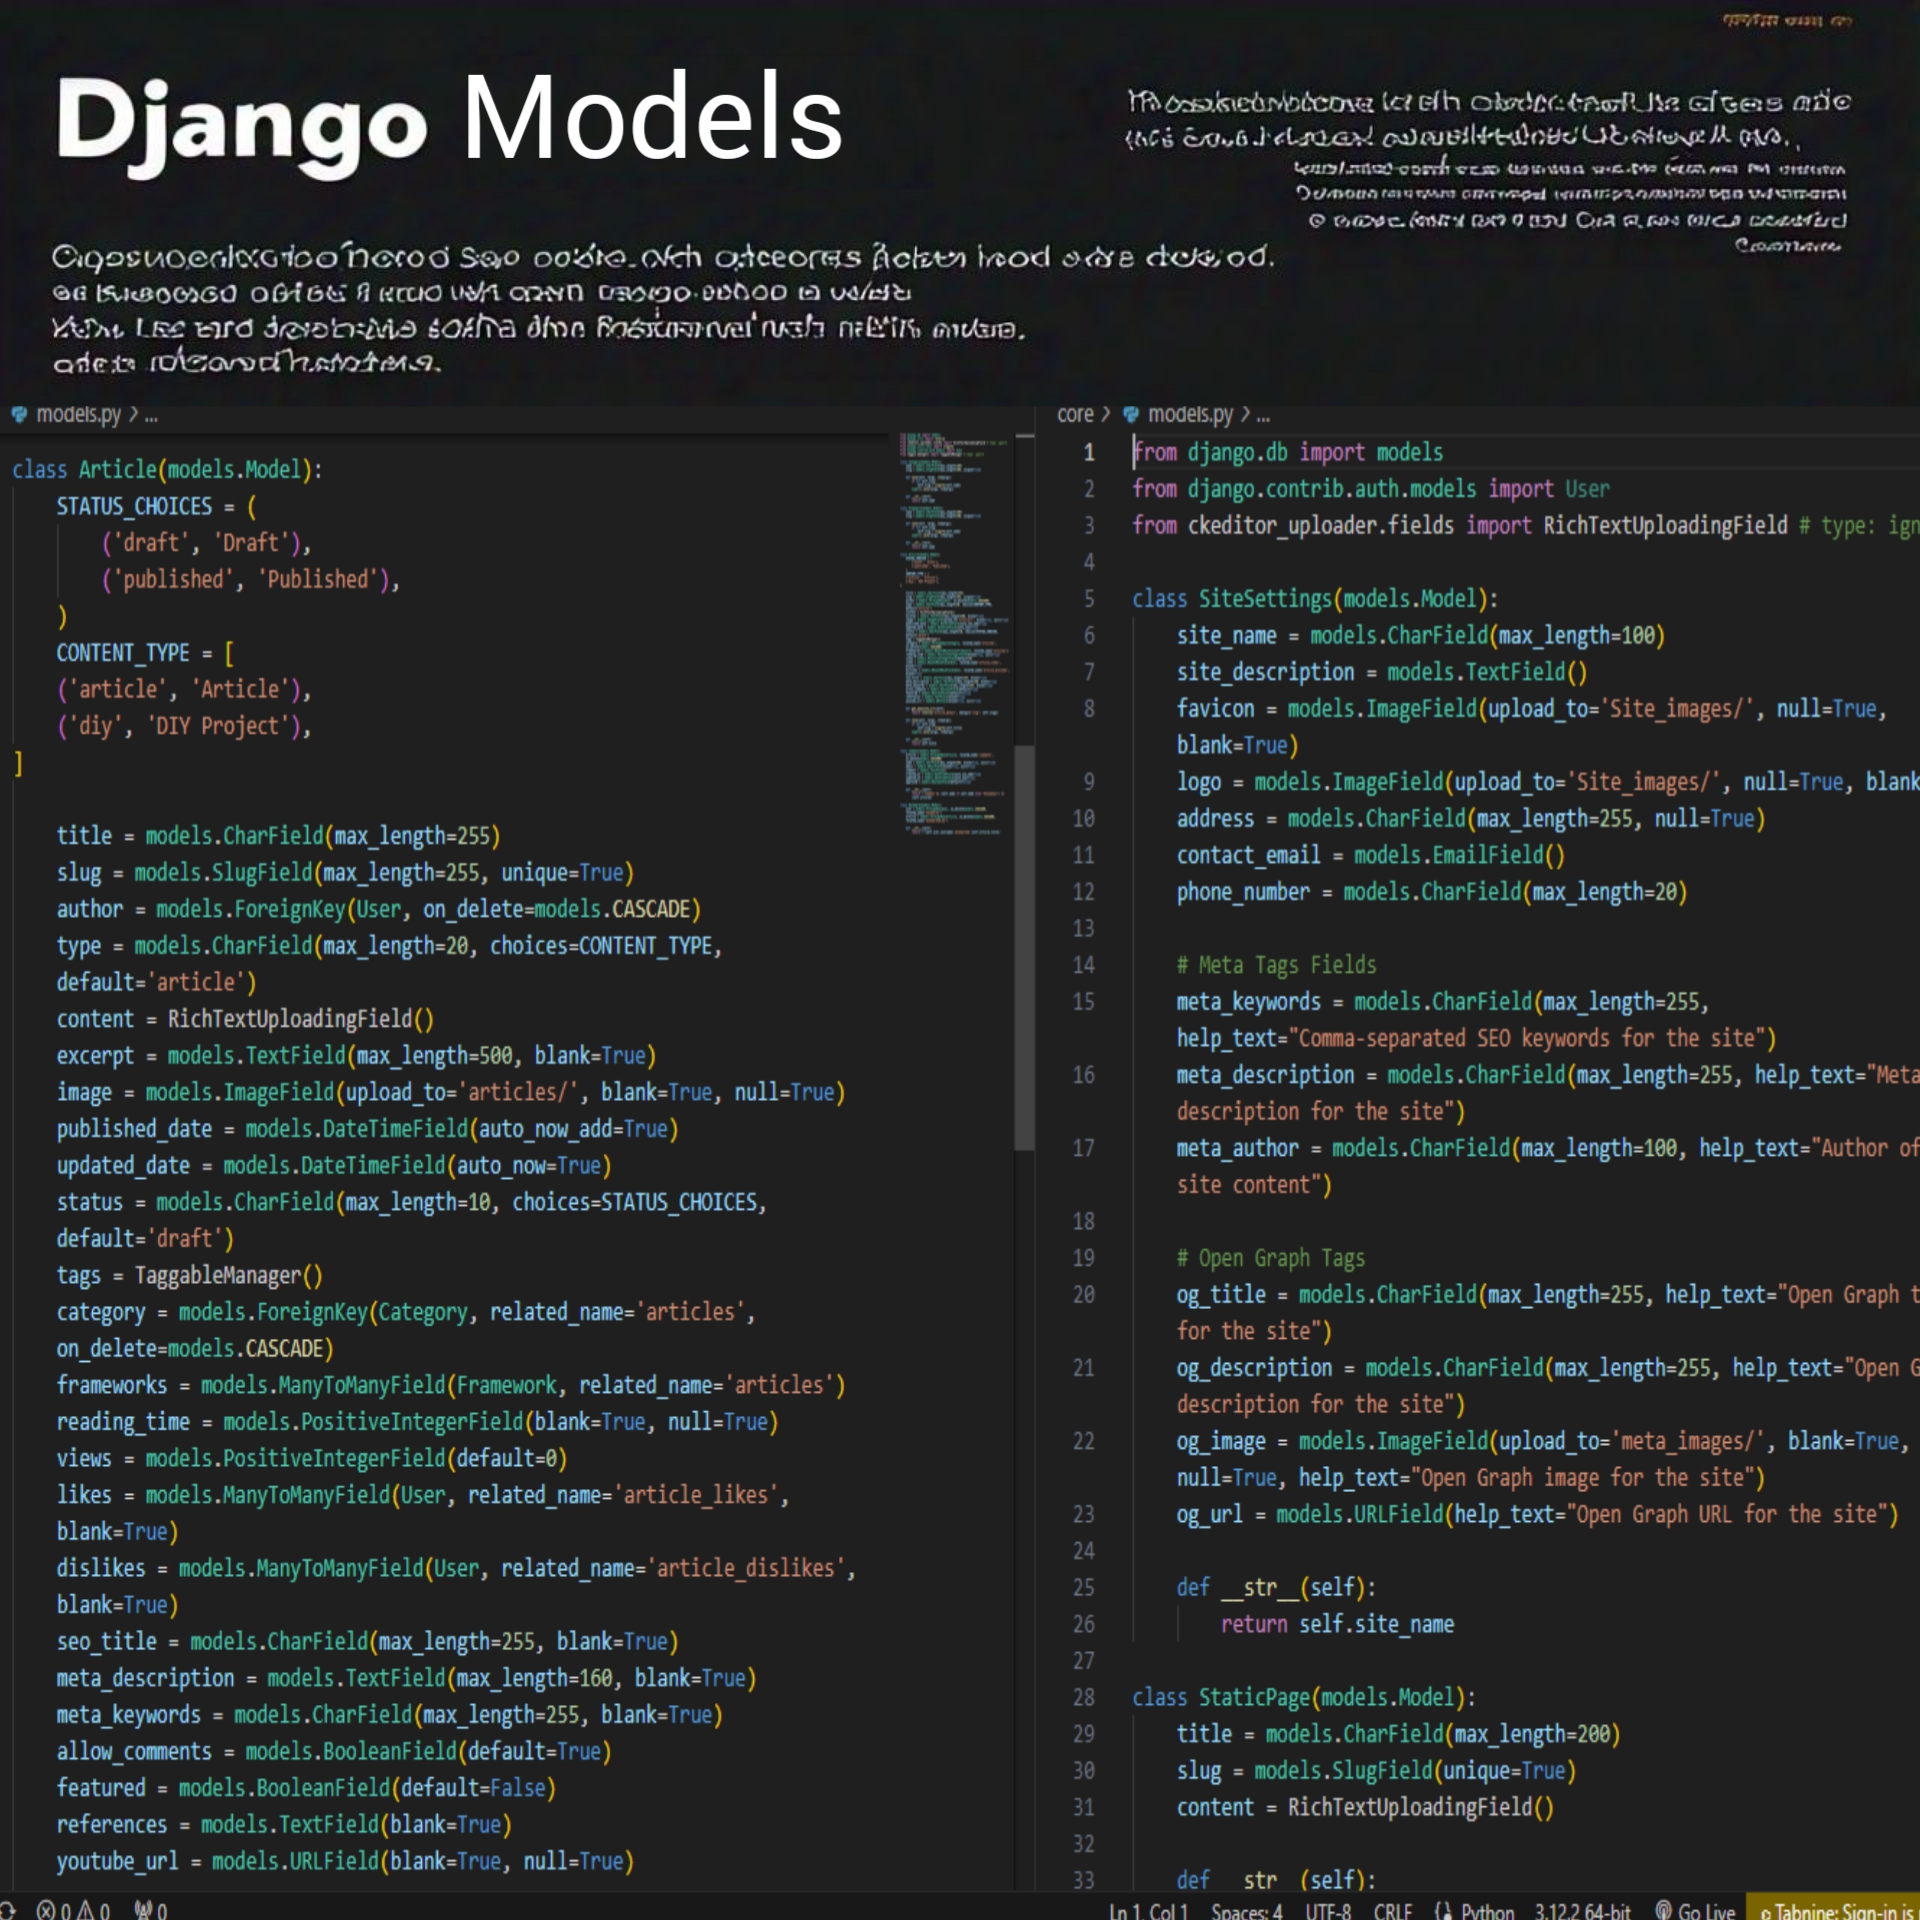 Django Models
models.py > ...
class Article(models.Model):
STATUS_CHOICES = (
('draft', 'Draft'),
('published', 'Published'),
)
CONTENT_TYPE = [
('article', 'Article'),
('diy', 'DIY Project'),
]
title = models.CharField(max_length=255)
slug = models.SlugField(max_length=255, unique=True)
author = models.ForeignKey(User, on_delete=models.CASCADE)
type = models.CharField(max_length=20, choices=CONTENT_TYPE,
default='article')
content = RichTextUploadingField()
excerpt = models.TextField(max_length=500, blank=True)
image = models.ImageField(upload_to='articles/', blank=True, null=True)
published_date = models.DateTimeField(auto_now_add=True)
updated_date = models.DateTimeField(auto_now=True)
status = models.CharField(max_length=10, choices=STATUS_CHOICES,
default='draft')
tags = TaggableManager()
category = models.ForeignKey(Category, related_name='articles',
on_delete=models.CASCADE)
frameworks = models.ManyToManyField(Framework, related_name='articles')
reading_time = models.PositiveIntegerField(blank=True, null=True)
views = models.PositiveIntegerField(default=0)
likes = models.ManyToManyField(User, related_name='article_likes',
blank=True)
dislikes = models.ManyToManyField(User, related_name='article_dislikes',
blank=True)
seo_title = models.CharField(max_length=255, blank=True)
meta_description = models.TextField(max_length=160, blank=True)
meta_keywords = models.CharField(max_length=255, blank=True)
allow_comments = models.BooleanField(default=True)
featured = models.BooleanField(default=False)
references = models.TextField(blank=True)
youtube_url = models.URLField(blank=True, null=True)
core > models.py > ...
1 from django.db import models
2 from django.contrib.auth.models import User
3 from ckeditor_uploader.fields import RichTextUploadingField # type: ign
4
5 class SiteSettings(models.Model):
6 site_name = models.CharField(max_length=100)
7 site_description = models.TextField()
8 favicon = models.ImageField(upload_to='Site_images/', null=True,
blank=True)
9 logo = models.ImageField(upload_to='Site_images/', null=True, blank
10 address = models.CharField(max_length=255, null=True)
11 contact_email = models.EmailField()
12 phone_number = models.CharField(max_length=20)
13
14 # Meta Tags Fields
15 meta_keywords = models.CharField(max_length=255,
help_text="Comma-separated SEO keywords for the site")
16 meta_description = models.CharField(max_length=255, help_text="Meta
description for the site")
17 meta_author = models.CharField(max_length=100, help_text="Author of
site content")
18
19 # Open Graph Tags
20 og_title = models.CharField(max_length=255, help_text="Open Graph t
for the site")
21 og_description = models.CharField(max_length=255, help_text="Open G
description for the site")
22 og_image = models.ImageField(upload_to='meta_images/', blank=True,
null=True, help_text="Open Graph image for the site")
23 og_url = models.URLField(help_text="Open Graph URL for the site")
24
25 def __str__(self):
26 return self.site_name
27
28 class StaticPage(models.Model):
29 title = models.CharField(max_length=200)
30 slug = models.SlugField(unique=True)
31 content = RichTextUploadingField()
32
33 def __str__(self):
0 0 0 Ln 1, Col 1 Spaces: 4 UTF-8 CRLF Python 3.12.2 64-bit Go Live Tabnine: Sign-in is